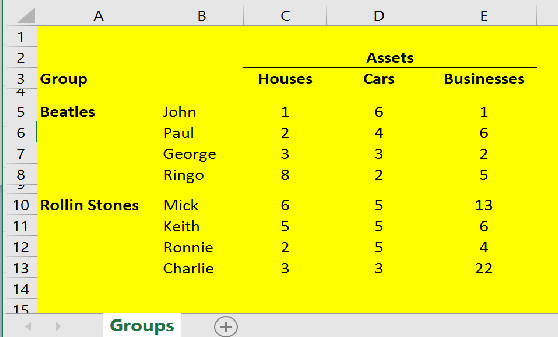 A B C D E
1
2 Assets
3 Group Houses Cars Businesses
4
5 Beatles John 1 6 1
6 Paul 2 4 6
7 George 3 3 2
8 Ringo 8 2 5
9
10 Rollin Stones Mick 6 5 13
11 Keith 5 5 6
12 Ronnie 2 5 4
13 Charlie 3 3 22
14
15
Groups